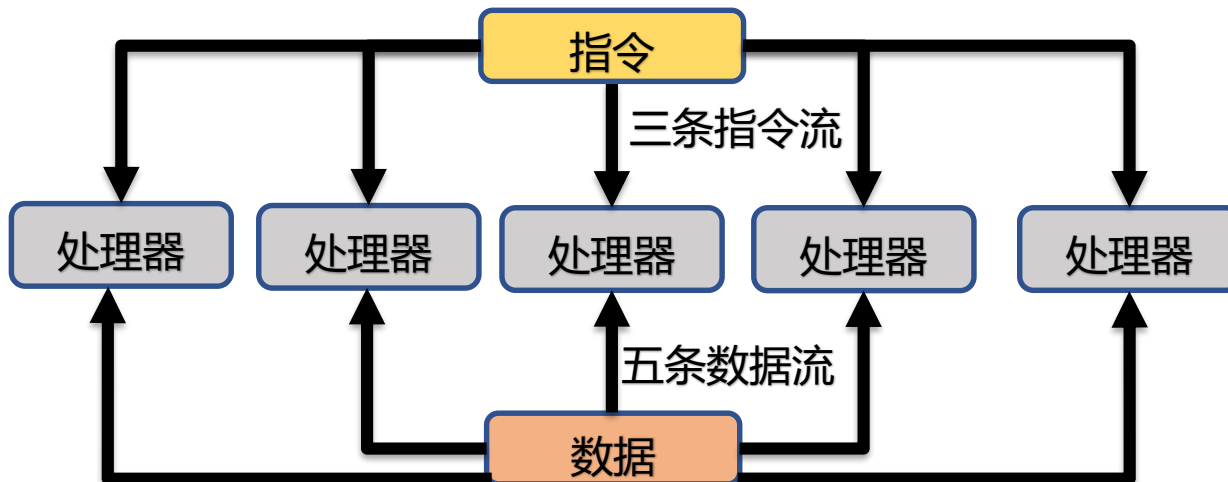 指令
三条指令流
处理器
处理器
处理器
处理器
处理器
五条数据流
数据